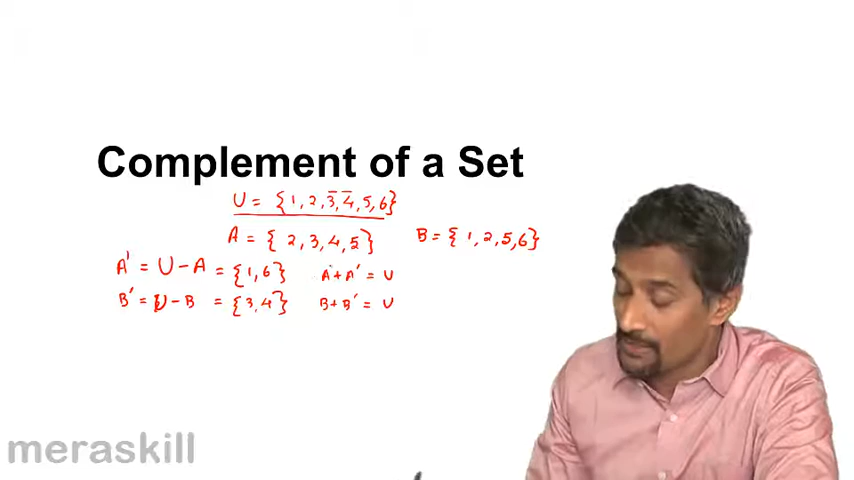 Complement of a Set
U = {1, 2, 3̅, 4̅, 5, 6}
A = { 2, 3, 4, 5} B = { 1, 2, 5, 6}
A' = U - A = {1, 6} A + A' = U
B' = U - B = {3, 4} B + B' = U
meraskill